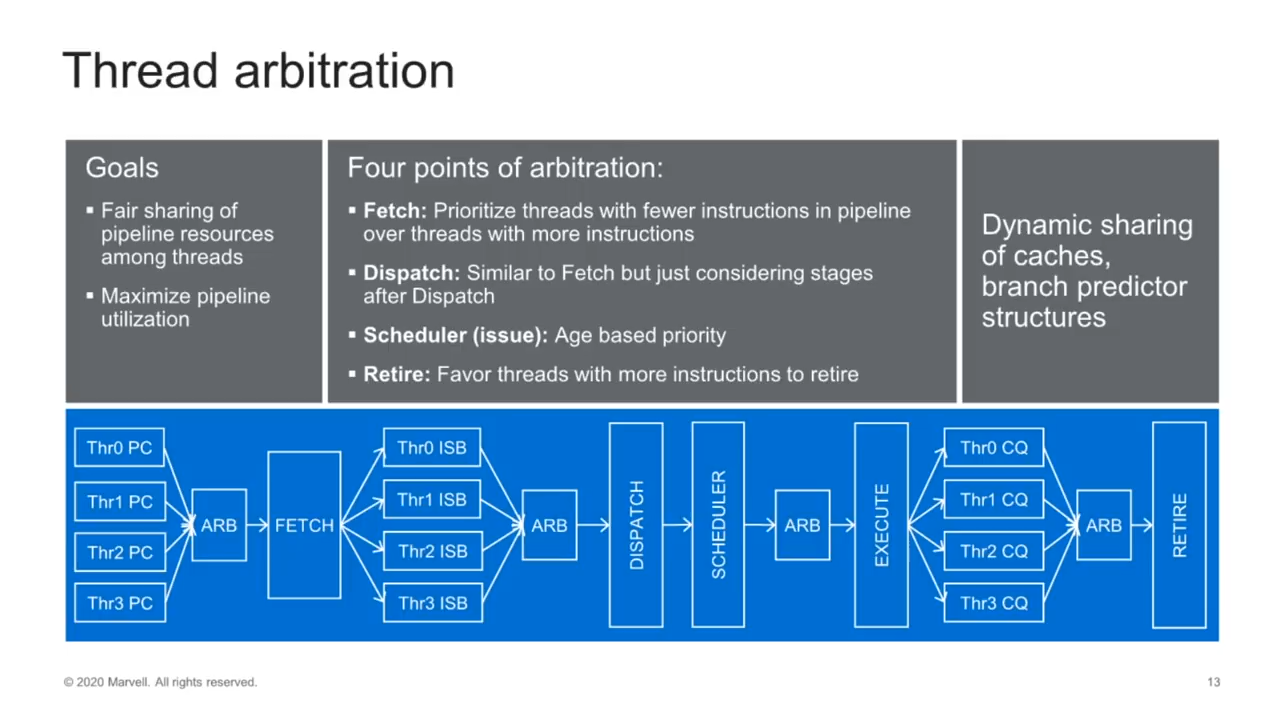 Thread arbitration
Goals
▪ Fair sharing of
pipeline resources
among threads
▪ Maximize pipeline
utilization
Four points of arbitration:
▪ Fetch: Prioritize threads with fewer instructions in pipeline
over threads with more instructions
▪ Dispatch: Similar to Fetch but just considering stages
after Dispatch
▪ Scheduler (issue): Age based priority
▪ Retire: Favor threads with more instructions to retire
Dynamic sharing
of caches,
branch predictor
structures
Thr0 PC
Thr1 PC
Thr2 PC
Thr3 PC
ARB
FETCH
Thr0 ISB
Thr1 ISB
Thr2 ISB
Thr3 ISB
ARB
DISPATCH
SCHEDULER
ARB
EXECUTE
Thr0 CQ
Thr1 CQ
Thr2 CQ
Thr3 CQ
ARB
RETIRE
© 2020 Marvell. All rights reserved.
13